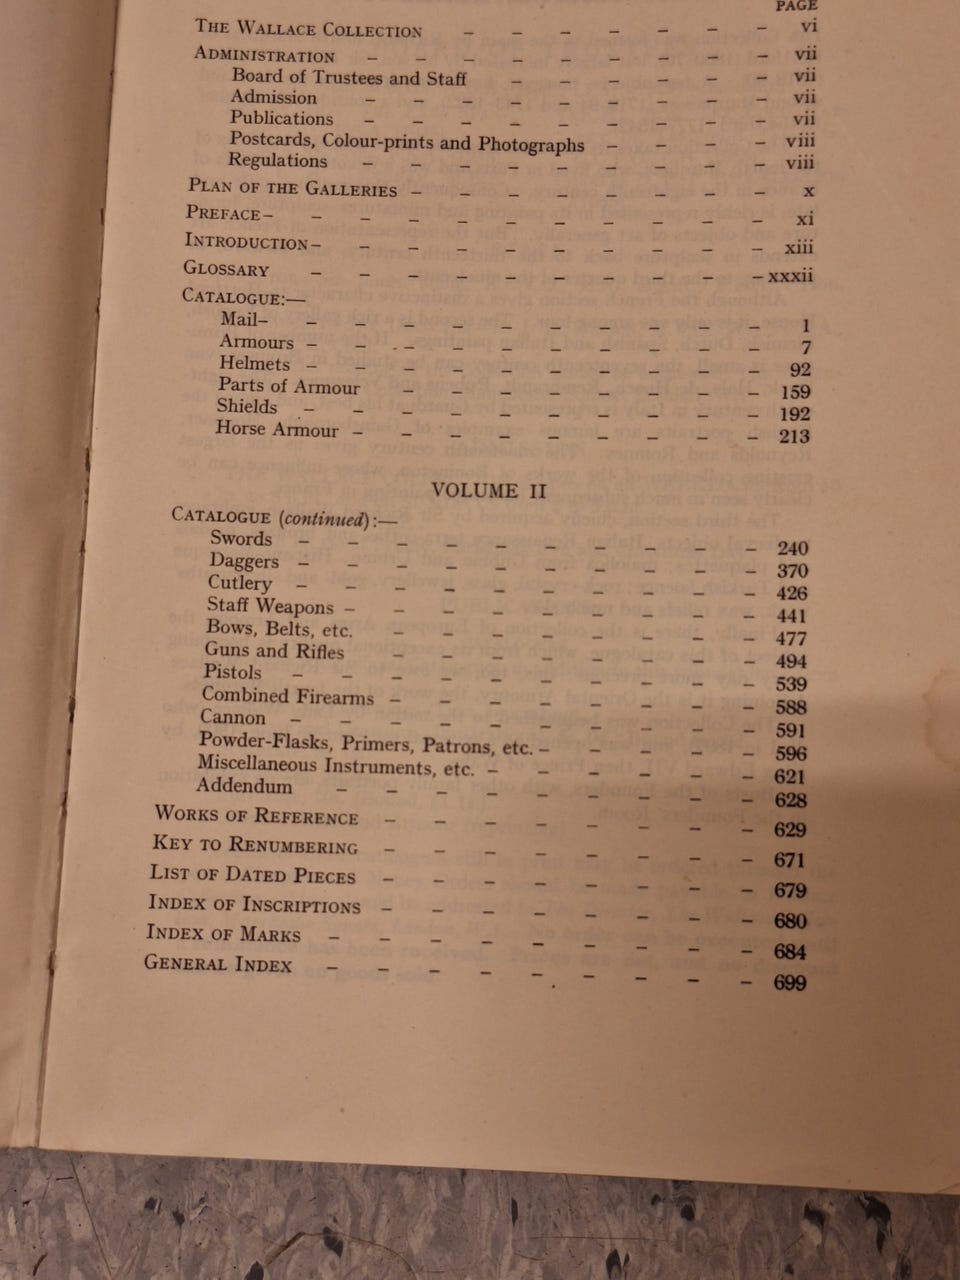 PAGE
THE WALLACE COLLECTION – – – – – – – vi
ADMINISTRATION – – – – – – – – – vii
Board of Trustees and Staff – – – – – – vii
Admission – – – – – – – – – vii
Publications – – – – – – – – – vii
Postcards, Colour-prints and Photographs – – – – viii
Regulations – – – – – – – – – viii
PLAN OF THE GALLERIES – – – – – – – – x
PREFACE – – – – – – – – – – – xi
INTRODUCTION – – – – – – – – – – xiii
GLOSSARY – – – – – – – – – – xxxii
CATALOGUE:—
Mail – – – – – – – – – – – 1
Armours – – – – – – – – – – 7
Helmets – – – – – – – – – – 92
Parts of Armour – – – – – – – – 159
Shields – – – – – – – – – – 192
Horse Armour – – – – – – – – – 213
VOLUME II
CATALOGUE (continued):—
Swords – – – – – – – – – – 240
Daggers – – – – – – – – – – 370
Cutlery – – – – – – – – – – 426
Staff Weapons – – – – – – – – – 441
Bows, Belts, etc. – – – – – – – – 477
Guns and Rifles – – – – – – – – 494
Pistols – – – – – – – – – – 539
Combined Firearms – – – – – – – – 588
Cannon – – – – – – – – – – 591
Powder-Flasks, Primers, Patrons, etc. – – – – – 596
Miscellaneous Instruments, etc. – – – – – – 621
Addendum – – – – – – – – – 628
WORKS OF REFERENCE – – – – – – – – 629
KEY TO RENUMBERING – – – – – – – – 671
LIST OF DATED PIECES – – – – – – – – 679
INDEX OF INSCRIPTIONS – – – – – – – – 680
INDEX OF MARKS – – – – – – – – – 684
GENERAL INDEX – – – – – – – – – 699